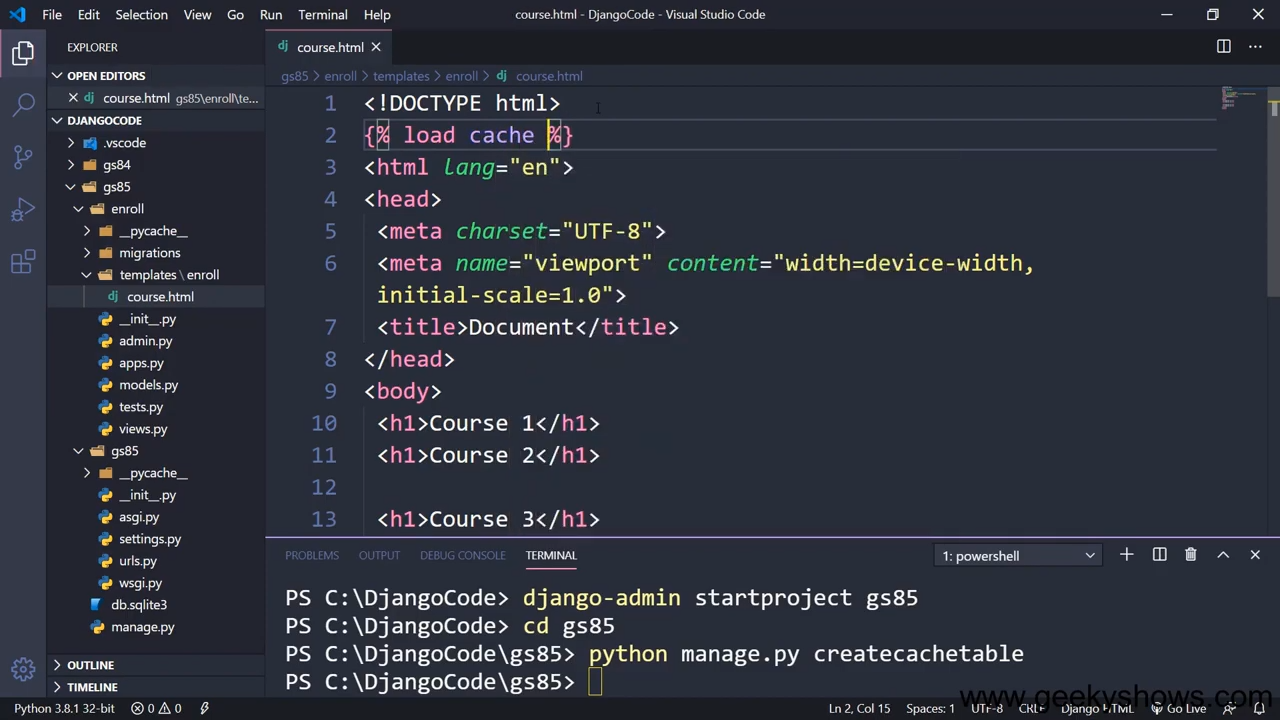 File Edit Selection View Go Run Terminal Help course.html - DjangoCode - Visual Studio Code
EXPLORER
OPEN EDITORS
course.html gs85\enroll\te...
DJANGOCODE
.vscode
gs84
gs85
enroll
__pycache__
migrations
templates \ enroll
course.html
__init__.py
admin.py
apps.py
models.py
tests.py
views.py
gs85
__pycache__
__init__.py
asgi.py
settings.py
urls.py
wsgi.py
db.sqlite3
manage.py
OUTLINE
TIMELINE
course.html
gs85 > enroll > templates > enroll > course.html
1 <!DOCTYPE html>
2 {% load cache %}
3 <html lang="en">
4 <head>
5 <meta charset="UTF-8">
6 <meta name="viewport" content="width=device-width,
initial-scale=1.0">
7 <title>Document</title>
8 </head>
9 <body>
10 <h1>Course 1</h1>
11 <h1>Course 2</h1>
12
13 <h1>Course 3</h1>
PROBLEMS OUTPUT DEBUG CONSOLE TERMINAL 1: powershell
PS C:\DjangoCode> django-admin startproject gs85
PS C:\DjangoCode> cd gs85
PS C:\DjangoCode\gs85> python manage.py createcachetable
PS C:\DjangoCode\gs85>
www.geekyshows.com
Python 3.8.1 32-bit 0 0 Ln 2, Col 15 Spaces: 1 UTF-8 CRLF Django HTML Go Live